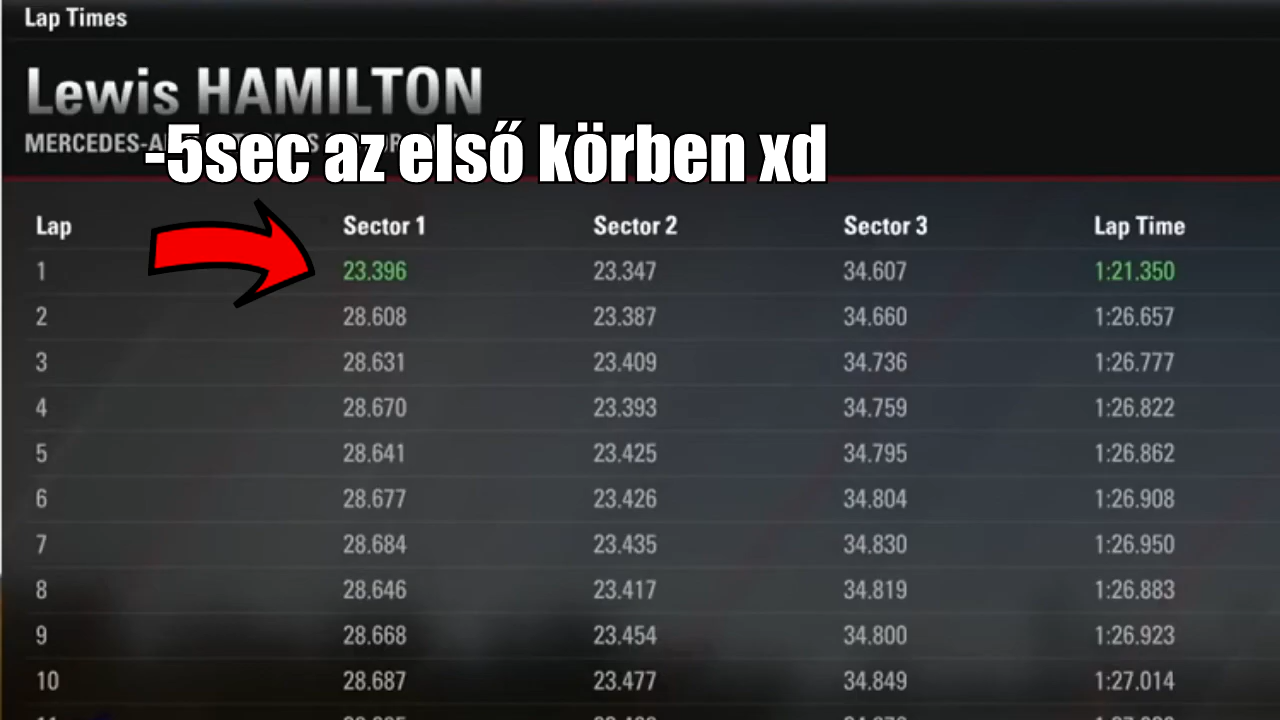 Lap Times
Lewis HAMILTON
-5sec az első körben xd
Lap Sector 1 Sector 2 Sector 3 Lap Time
1 23.396 23.347 34.607 1:21.350
2 28.608 23.387 34.660 1:26.657
3 28.631 23.409 34.736 1:26.777
4 28.670 23.393 34.759 1:26.822
5 28.641 23.425 34.795 1:26.862
6 28.677 23.426 34.804 1:26.908
7 28.684 23.435 34.830 1:26.950
8 28.646 23.417 34.819 1:26.883
9 28.668 23.454 34.800 1:26.923
10 28.687 23.477 34.849 1:27.014